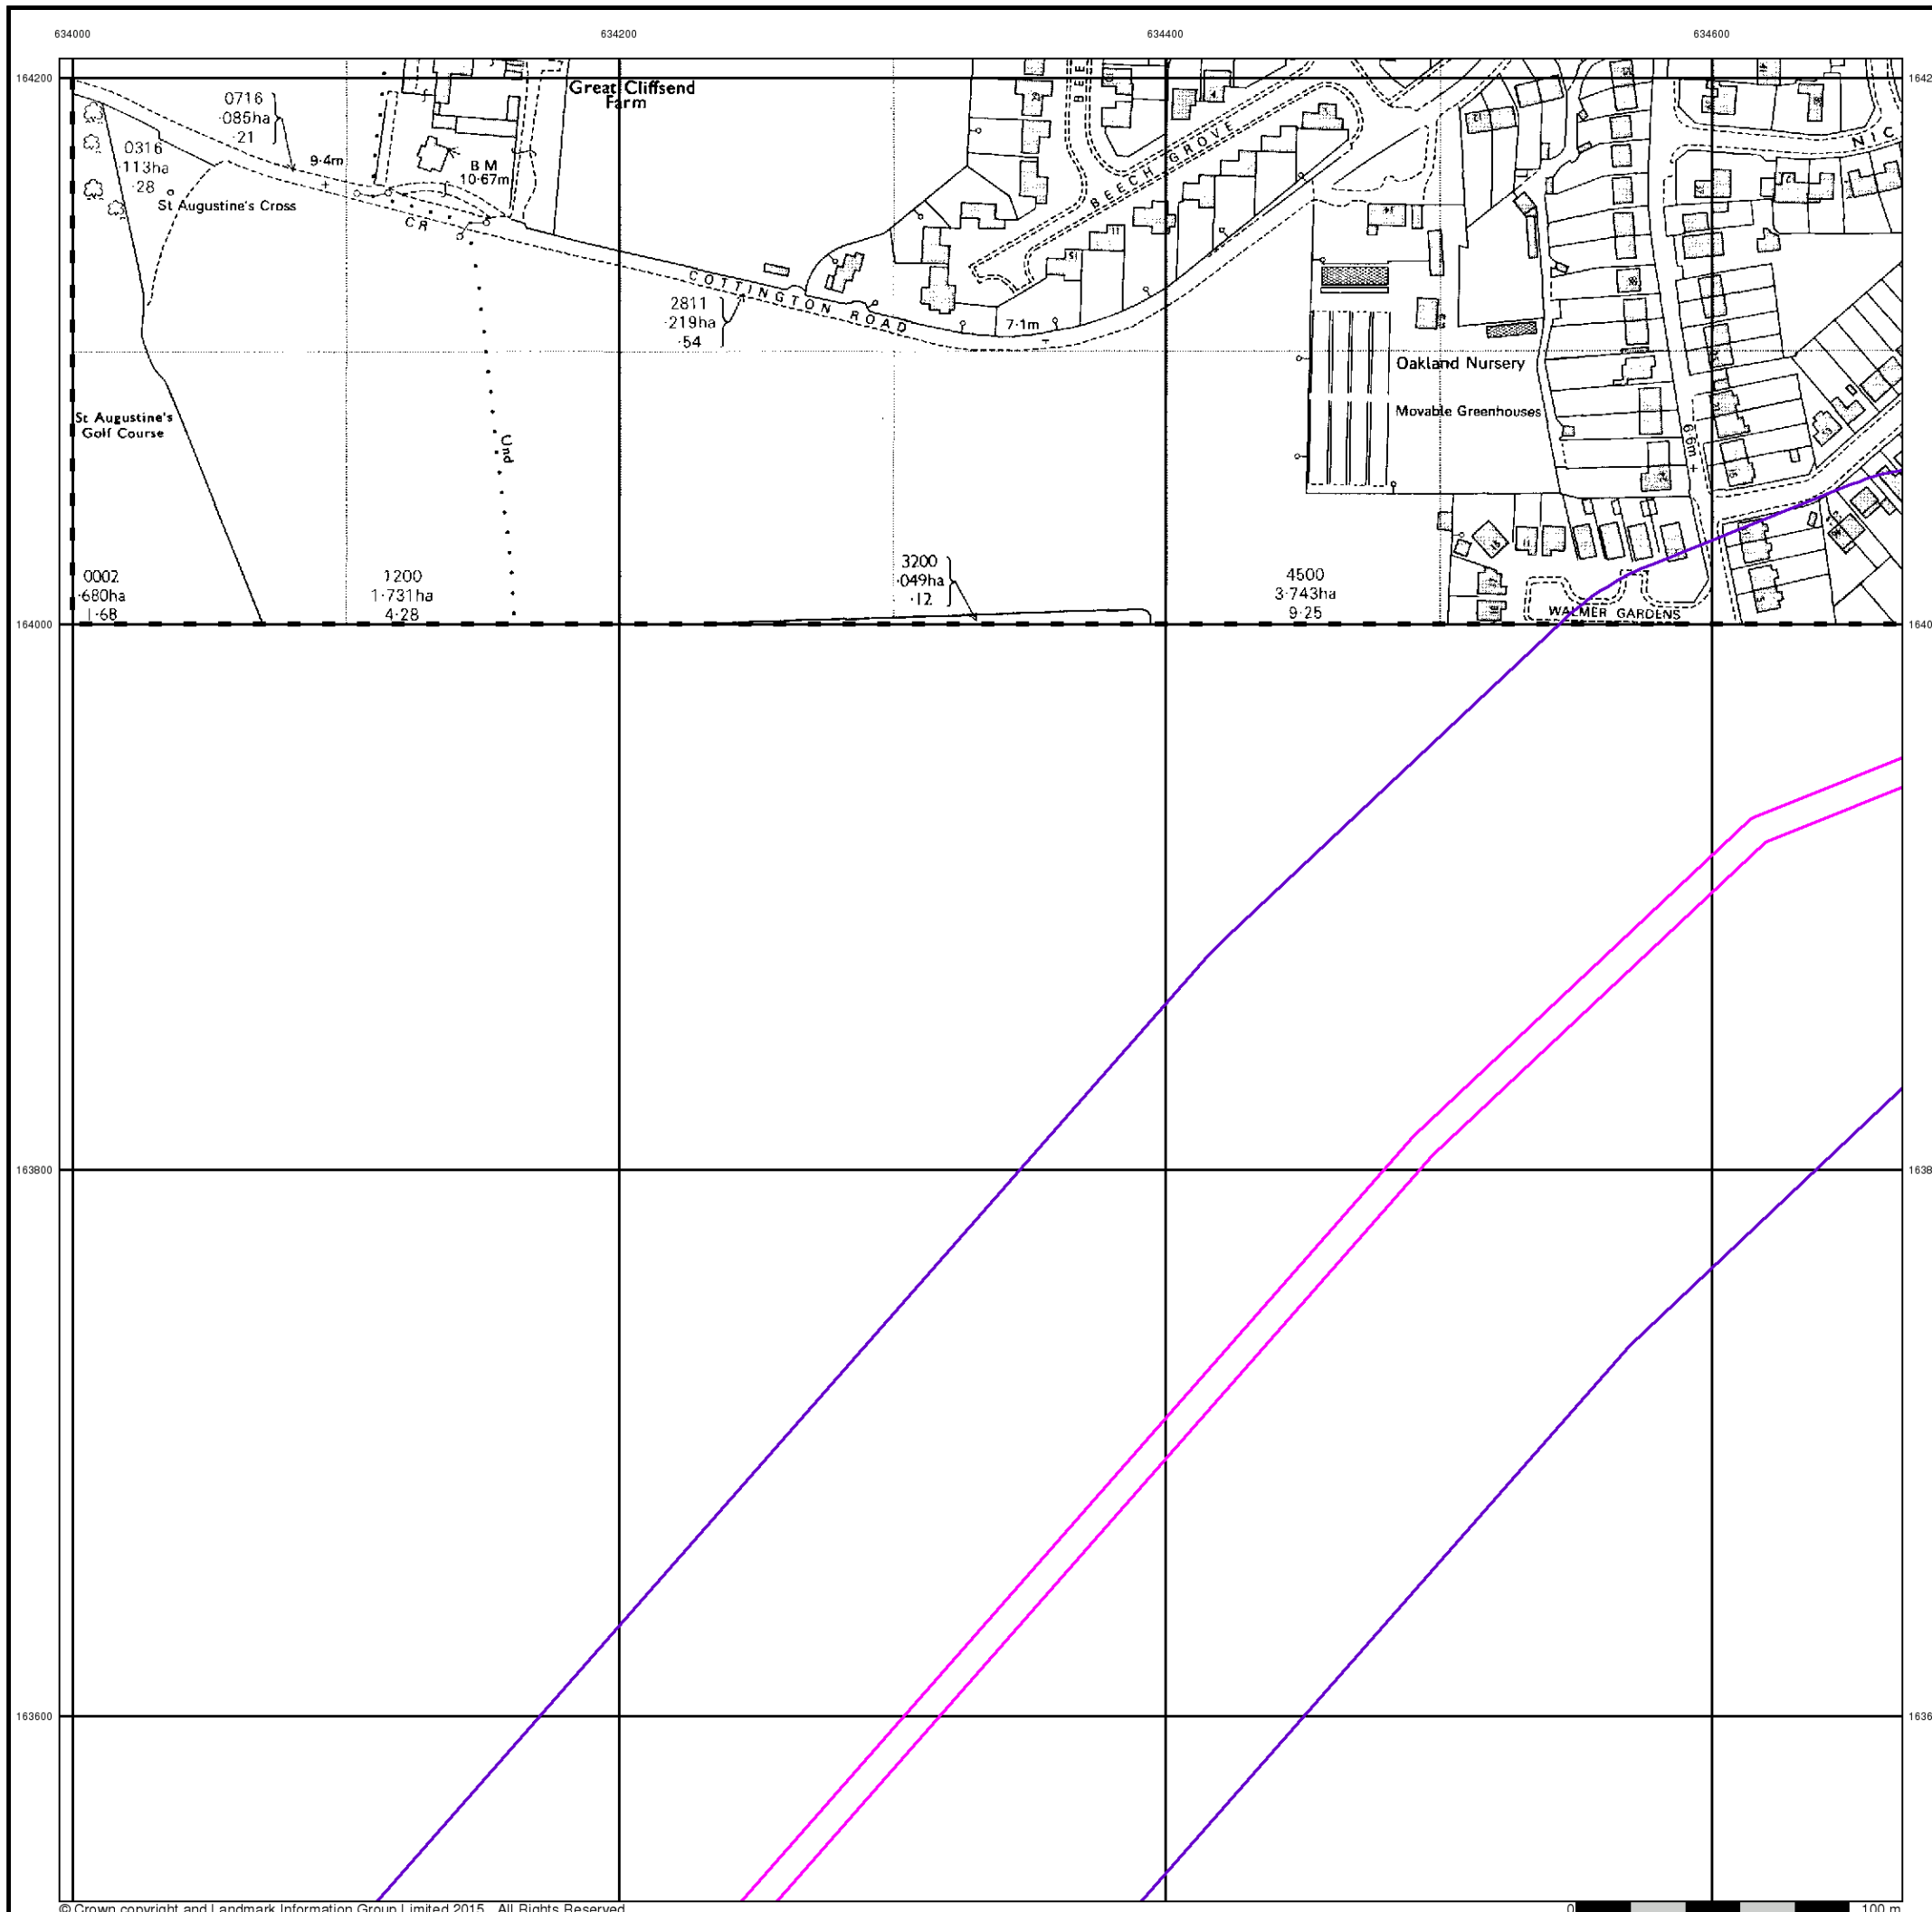 634000
634200
634400
634600
164200
Great Cliffsend
Farm
0716
·085ha
·21
0316
·113ha
·28
9·4m
B M
10·67m
St Augustine's Cross
CR
BEECH GROVE
NIC
COTTINGTON ROAD
2811
·219ha
·54
7·1m
Oakland Nursery
Movable Greenhouses
St Augustine's
Golf Course
Und
6·6m
0002
·680ha
1·68
1200
1·731ha
4·28
3200
·049ha
·12
4500
3·743ha
9·25
WALMER GARDENS
164000
163800
163600
© Crown copyright and Landmark Information Group Limited 2015. All Rights Reserved.
0
100 m